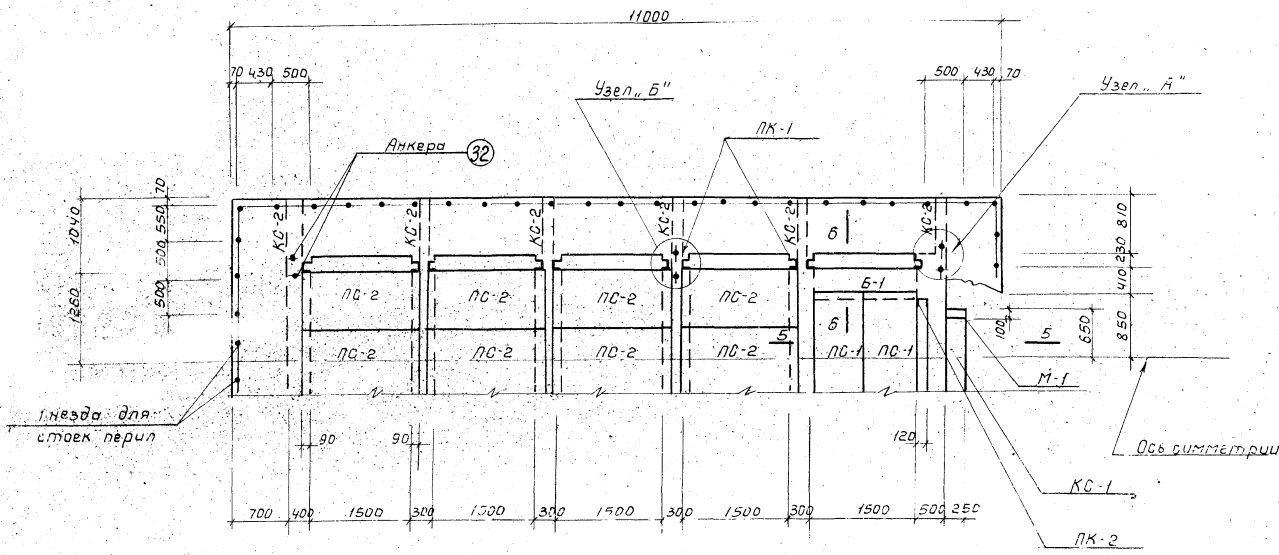 11000
70 430 500
500 430 70
Узел „Б"
Узел „А"
ПК-1
Анкера 32
70
550
500
500
1040
1260
КС-2
КС-2
КС-2
КС-2
КС-2
КС-2
6
810
230
410
850
650
100
Б-1
ПС-2
ПС-2
ПС-2
ПС-2
6
5
5
ПС-2
ПС-2
ПС-2
ПС-2
ПС-1
ПС-1
М-1
Гнезда для
стоек перил
90
90
120
Ось симметрии
КС-1
700 400 1500 300 1500 300 1500 300 1500 300 1500 500 250
ПК-2